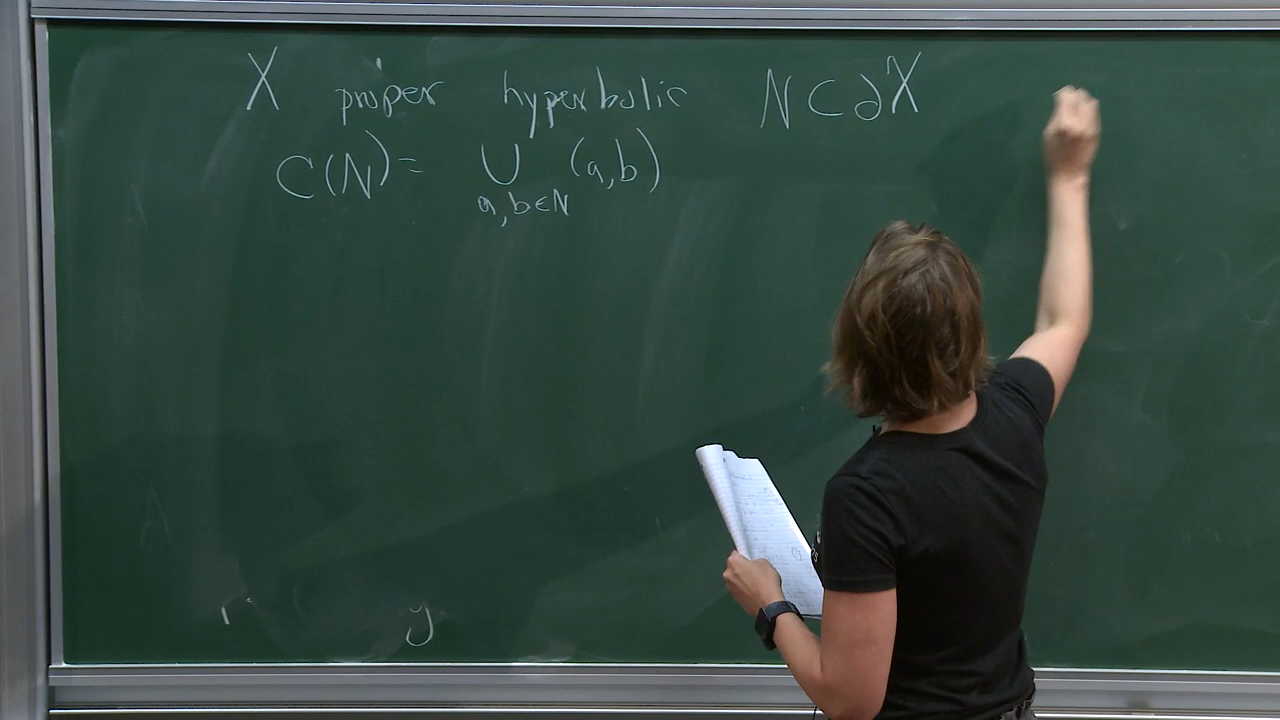 X proper hyperbolic N ⊂ ∂X
C(N) = ∪ (a,b)
a, b ∈ N
y